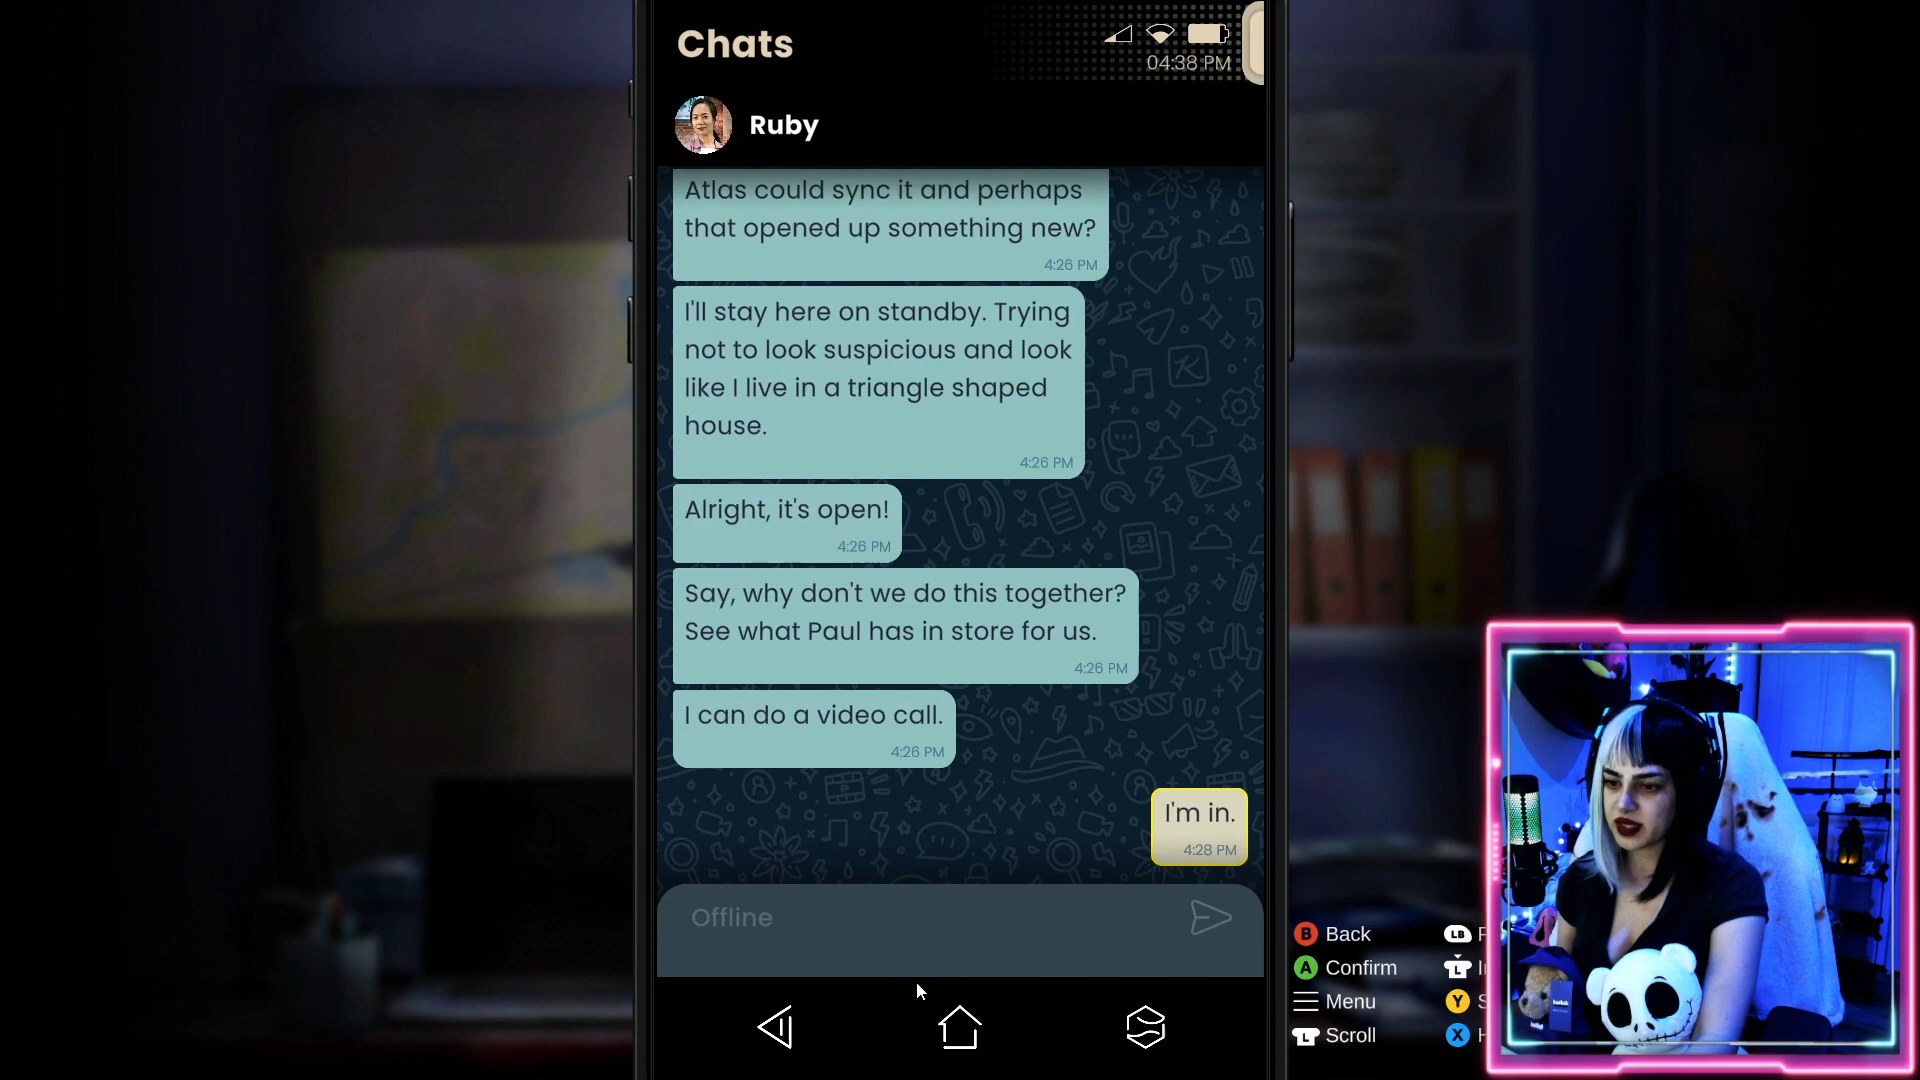 Chats
04:38 PM
Ruby
Atlas could sync it and perhaps
that opened up something new?
4:26 PM
I'll stay here on standby. Trying
not to look suspicious and look
like I live in a triangle shaped
house.
4:26 PM
Alright, it's open!
4:26 PM
Say, why don't we do this together?
See what Paul has in store for us.
4:26 PM
I can do a video call.
4:26 PM
I'm in.
4:28 PM
Offline
B Back
LB
A Confirm
L
Menu
Y
L Scroll
X